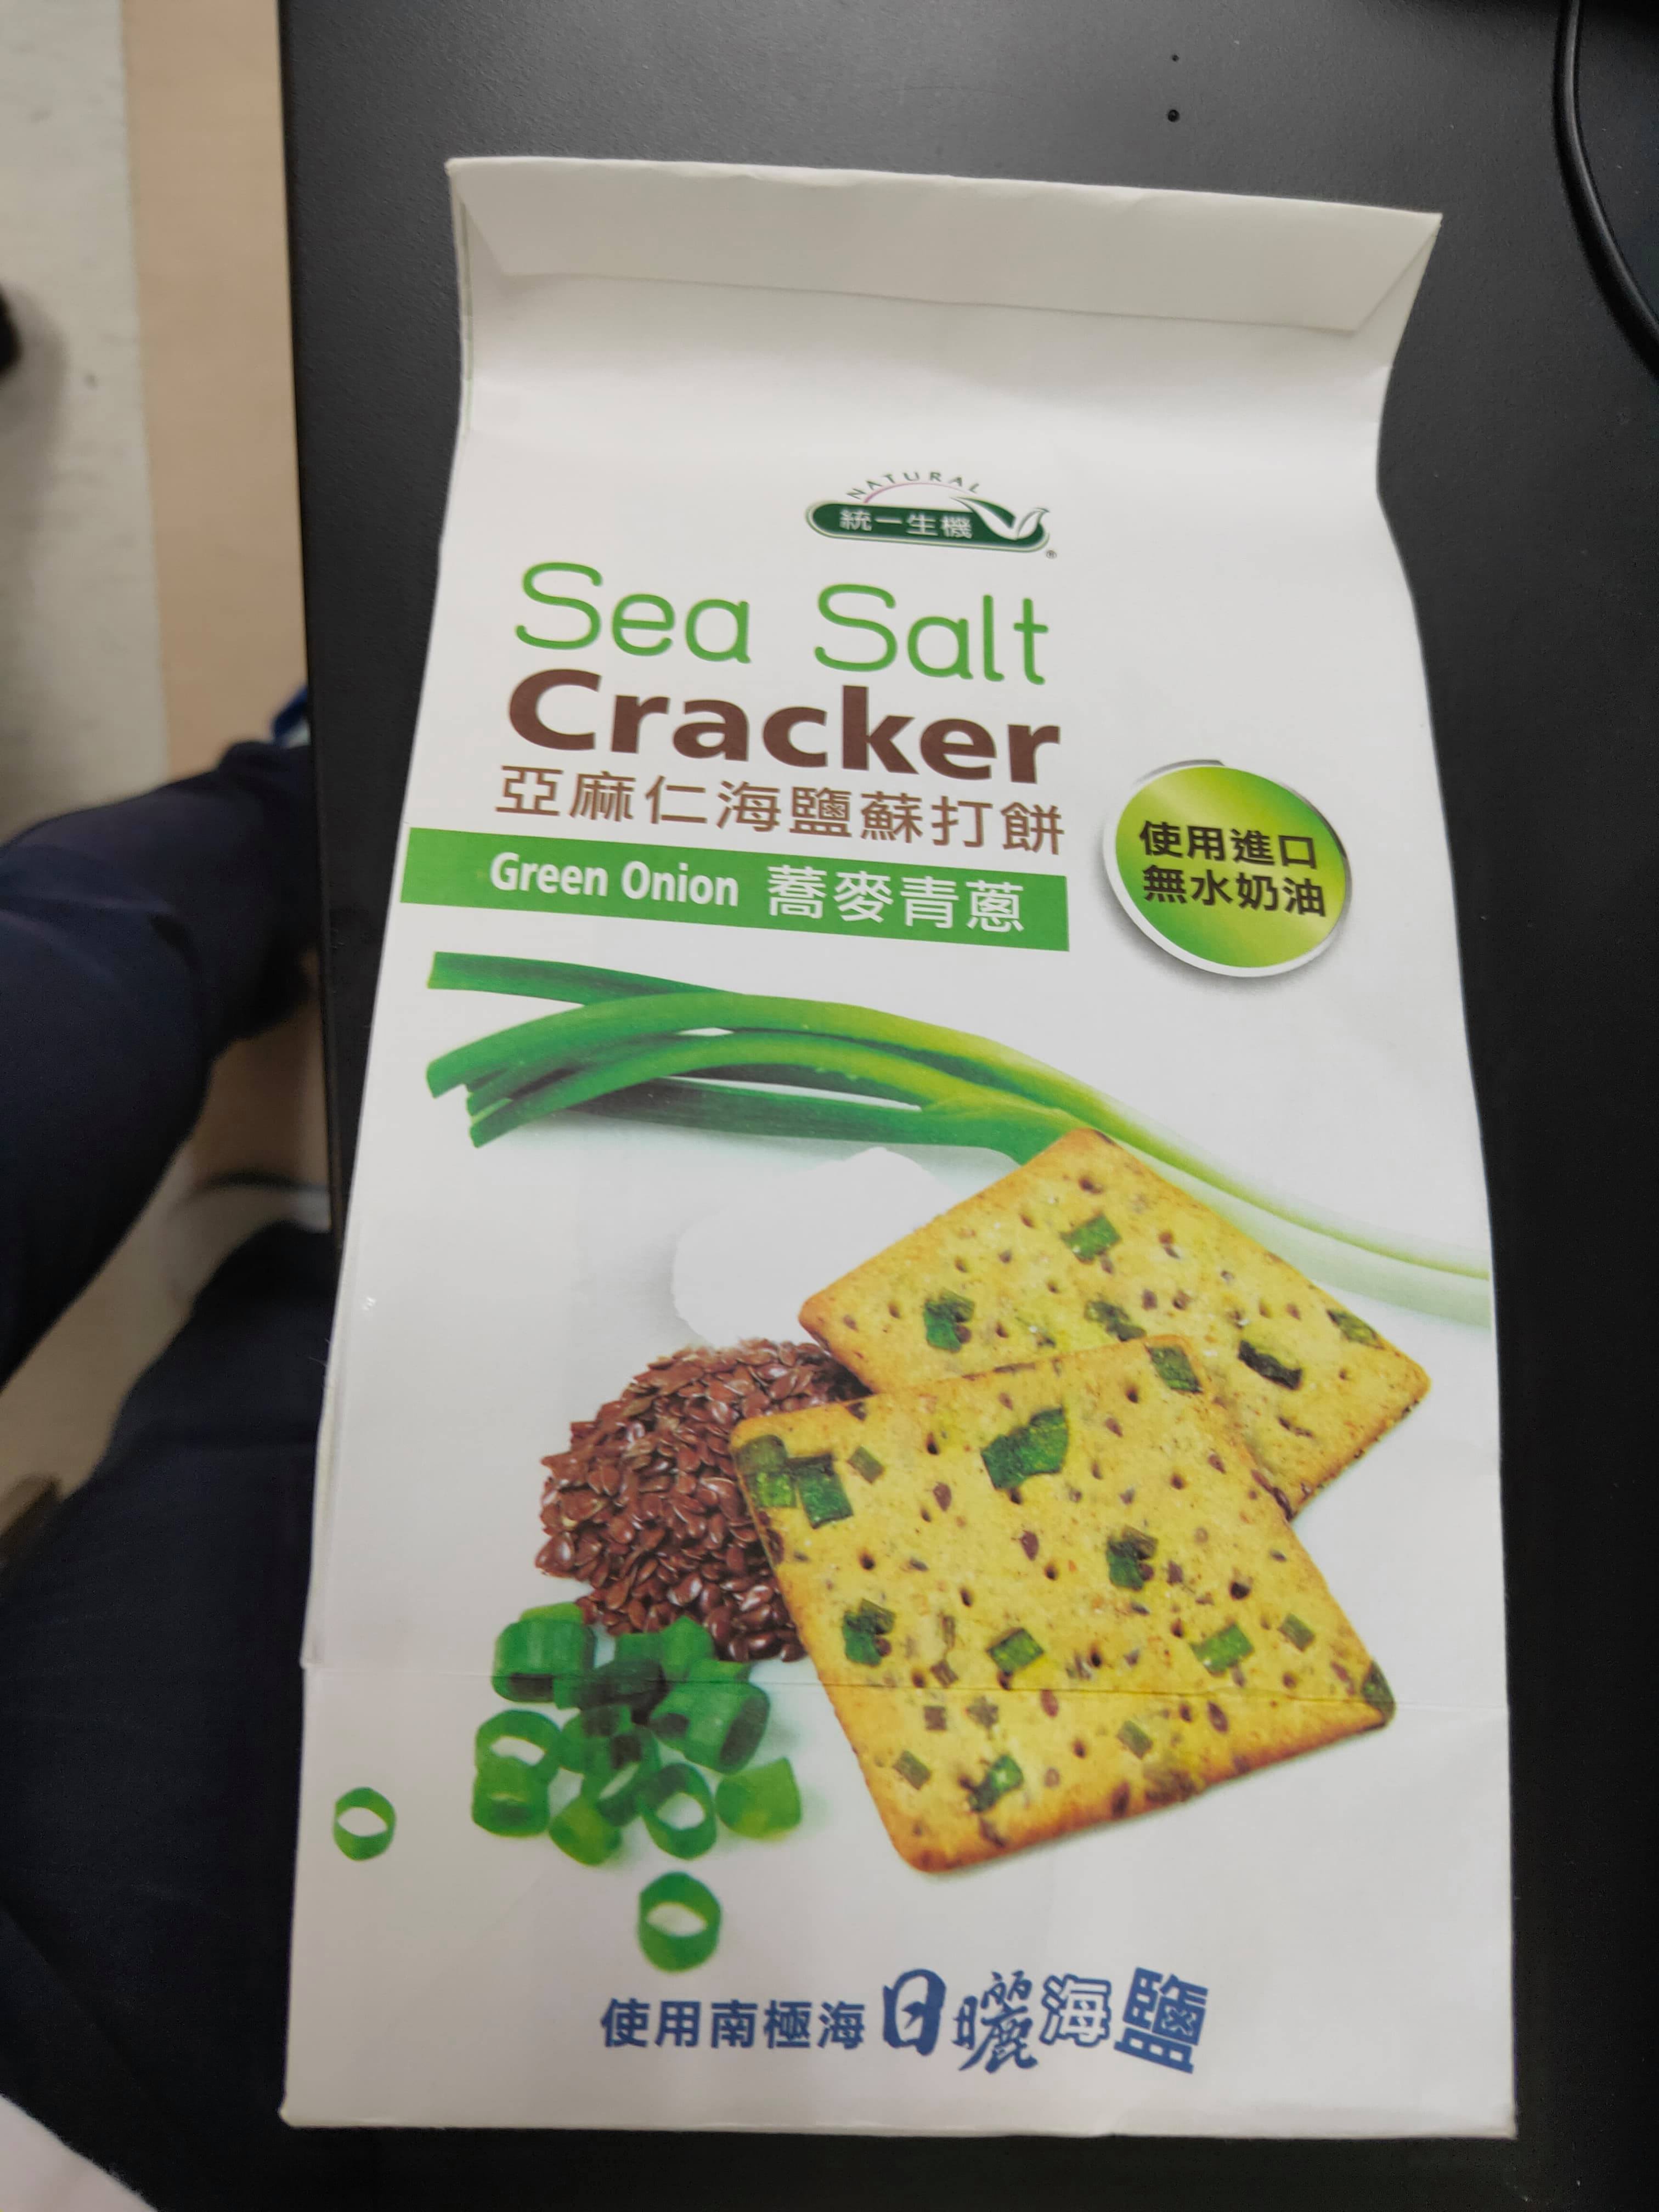 NATURAL
統一生機
®
Sea Salt
Cracker
亞麻仁海鹽蘇打餅
Green Onion 蕎麥青蔥
使用進口
無水奶油
使用南極海日曬海鹽